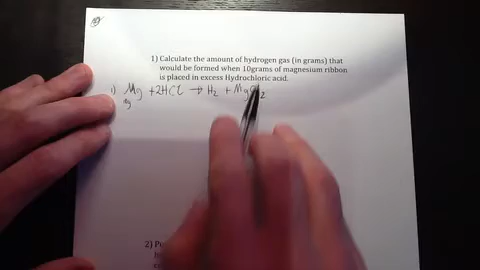 1) Calculate the amount of hydrogen gas (in grams) that
would be formed when 10grams of magnesium ribbon
is placed in excess Hydrochloric acid.
1) Mg + 2HCl → H2 + Mg
2)